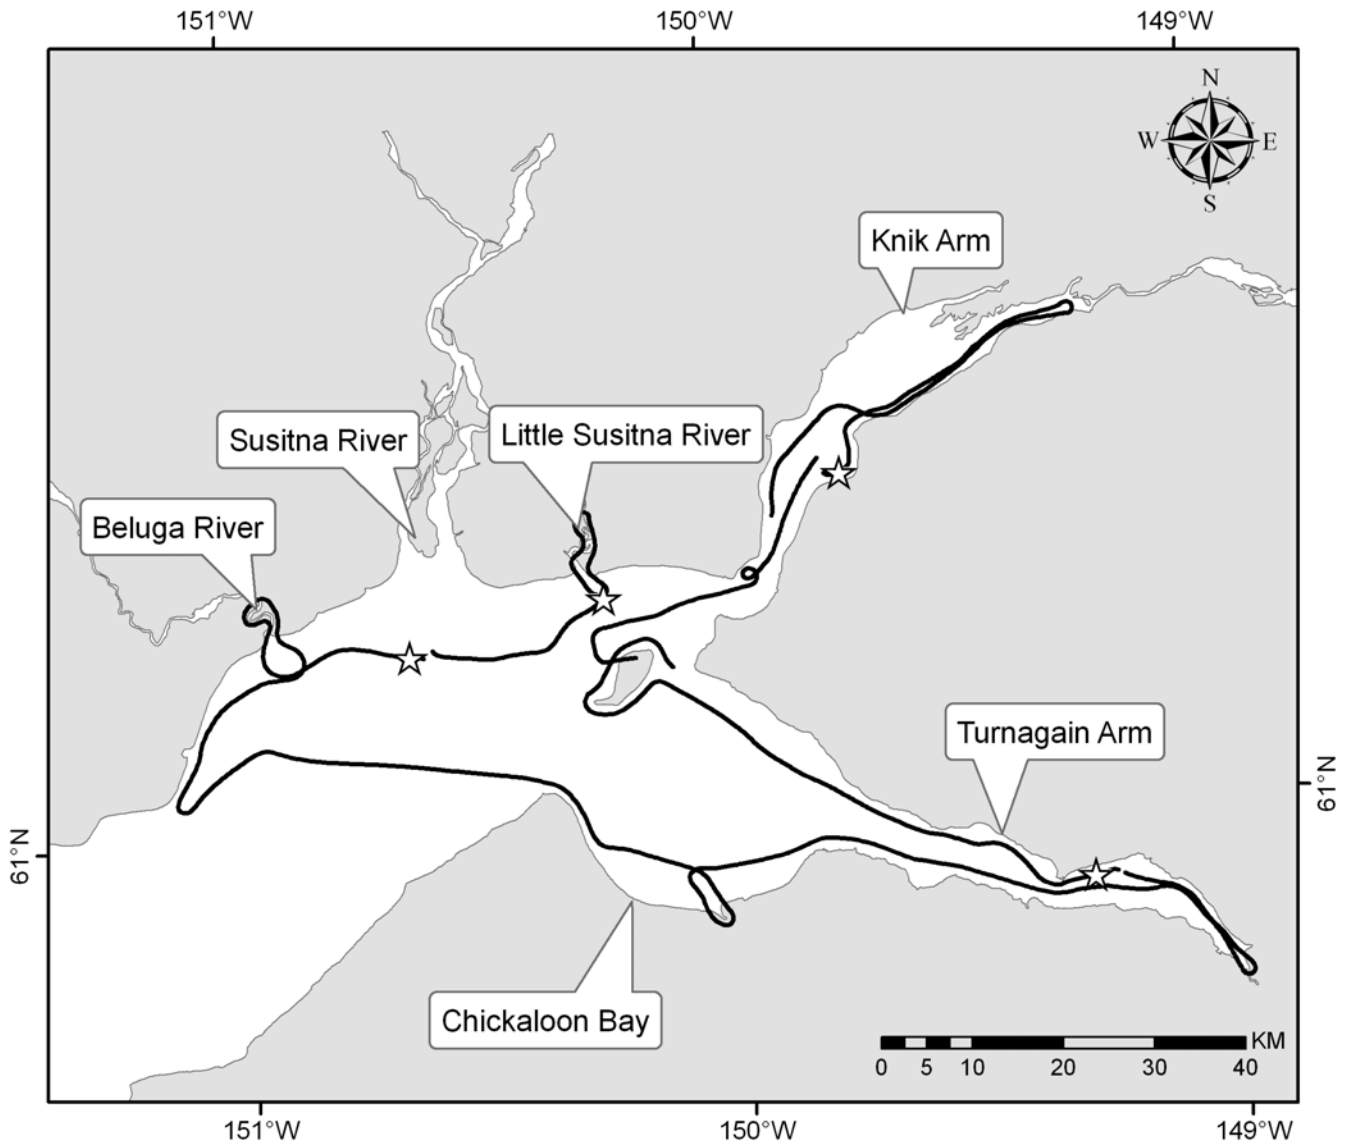 151°W 150°W 149°W
N
W E
S
Knik Arm
Susitna River
Little Susitna River
Beluga River
Turnagain Arm
61°N
61°N
Chickaloon Bay
KM
0 5 10 20 30 40
151°W 150°W 149°W